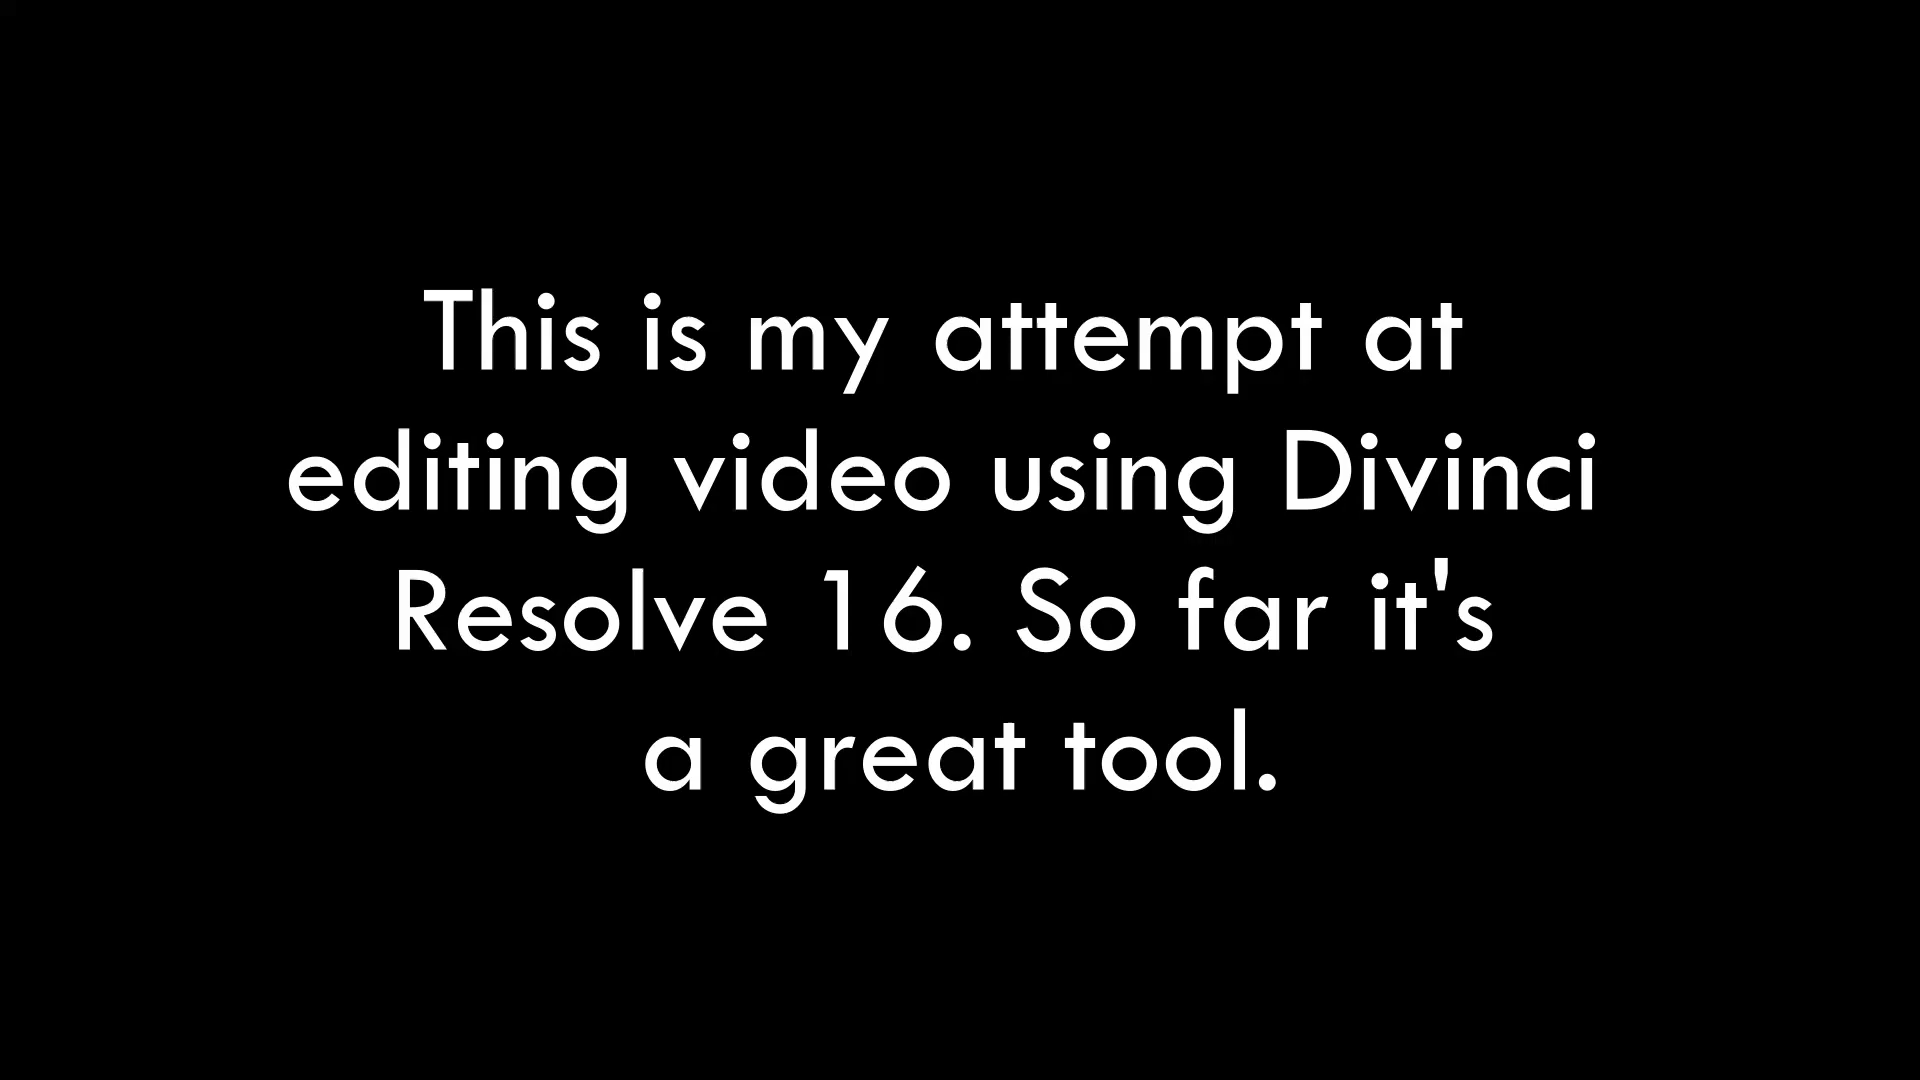 This is my attempt at
editing video using Divinci
Resolve 16. So far it's
a great tool.